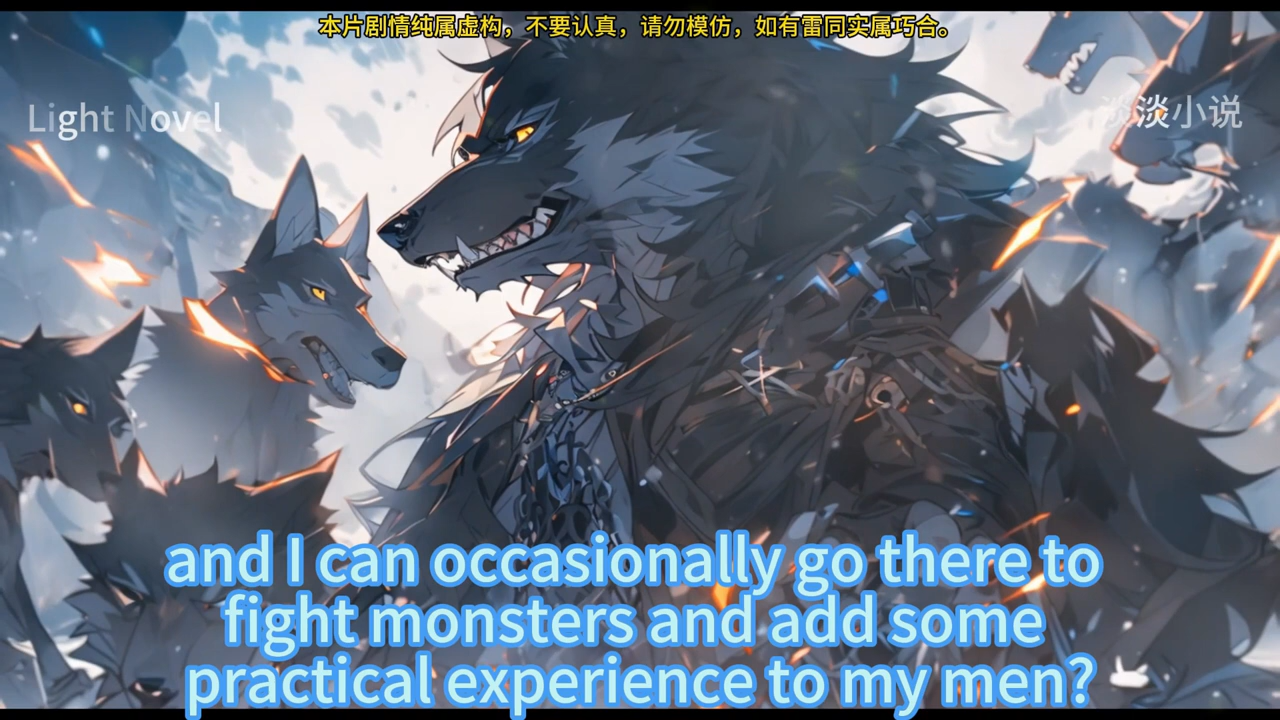 本片剧情纯属虚构，不要认真，请勿模仿，如有雷同实属巧合。
Light Novel
淡淡小说
and I can occasionally go there to
fight monsters and add some
practical experience to my men?